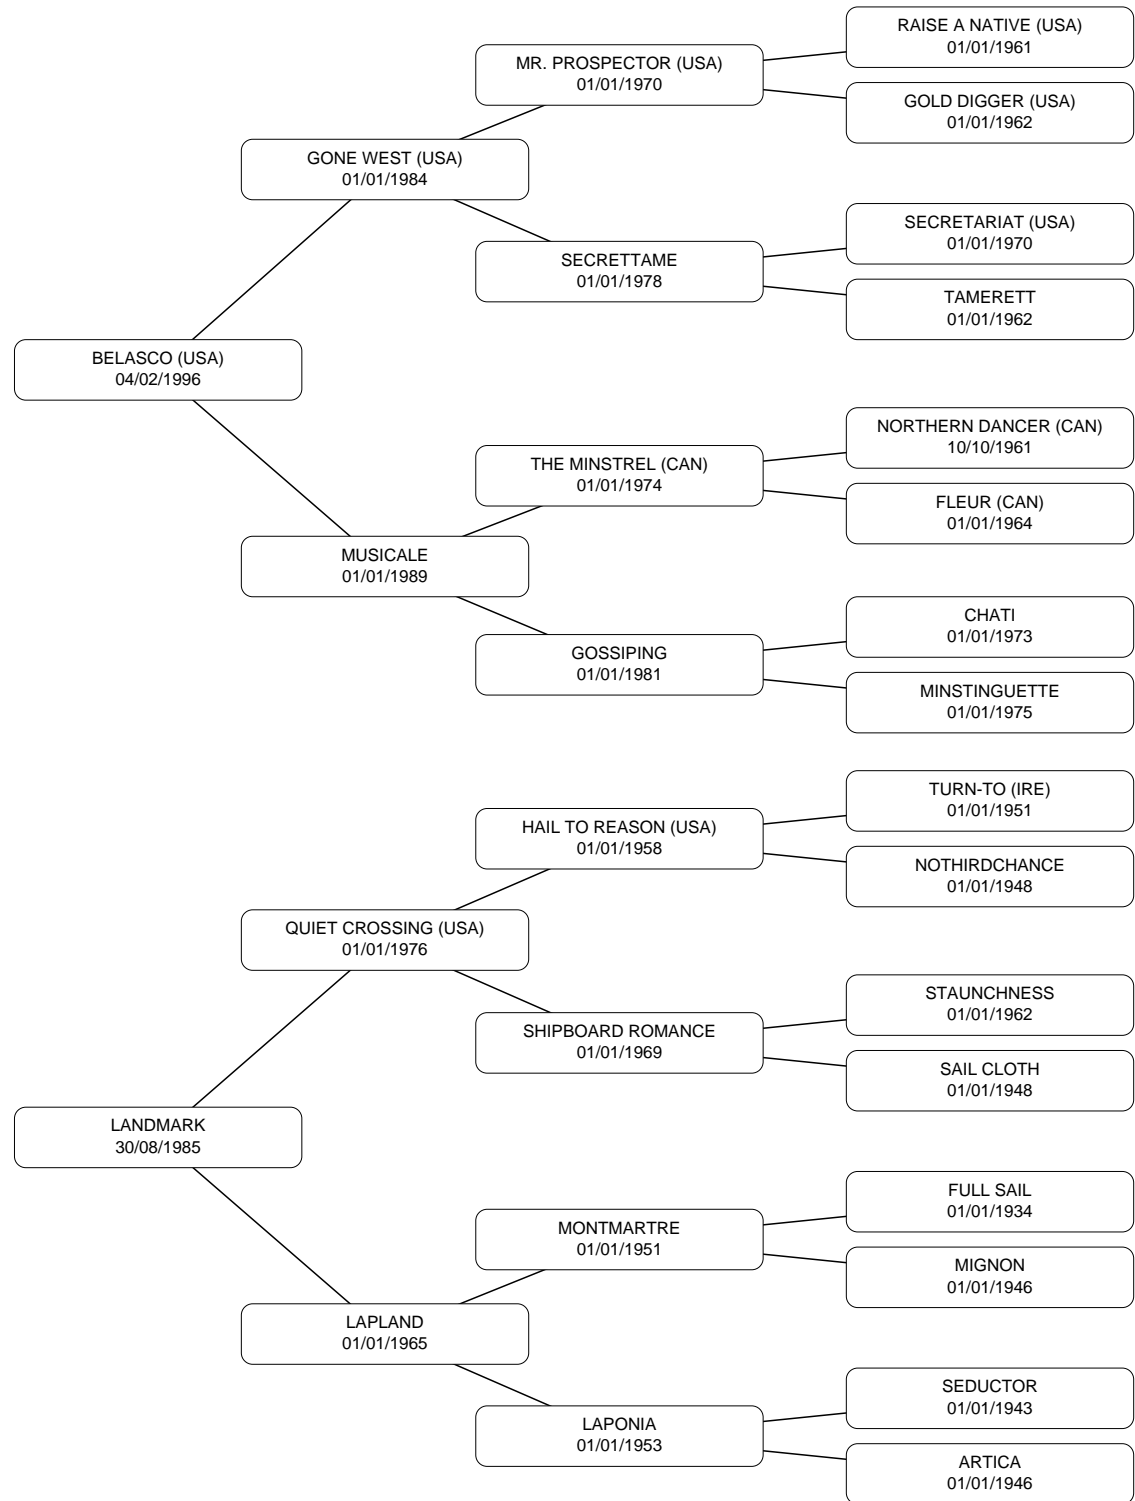 RAISE A NATIVE (USA)
01/01/1961
MR. PROSPECTOR (USA)
01/01/1970
GOLD DIGGER (USA)
01/01/1962
GONE WEST (USA)
01/01/1984
SECRETARIAT (USA)
01/01/1970
SECRETTAME
01/01/1978
TAMERETT
01/01/1962
BELASCO (USA)
04/02/1996
NORTHERN DANCER (CAN)
10/10/1961
THE MINSTREL (CAN)
01/01/1974
FLEUR (CAN)
01/01/1964
MUSICALE
01/01/1989
CHATI
01/01/1973
GOSSIPING
01/01/1981
MINSTINGUETTE
01/01/1975
TURN-TO (IRE)
01/01/1951
HAIL TO REASON (USA)
01/01/1958
NOTHIRDCHANCE
01/01/1948
QUIET CROSSING (USA)
01/01/1976
STAUNCHNESS
01/01/1962
SHIPBOARD ROMANCE
01/01/1969
SAIL CLOTH
01/01/1948
LANDMARK
30/08/1985
FULL SAIL
01/01/1934
MONTMARTRE
01/01/1951
MIGNON
01/01/1946
LAPLAND
01/01/1965
SEDUCTOR
01/01/1943
LAPONIA
01/01/1953
ARTICA
01/01/1946